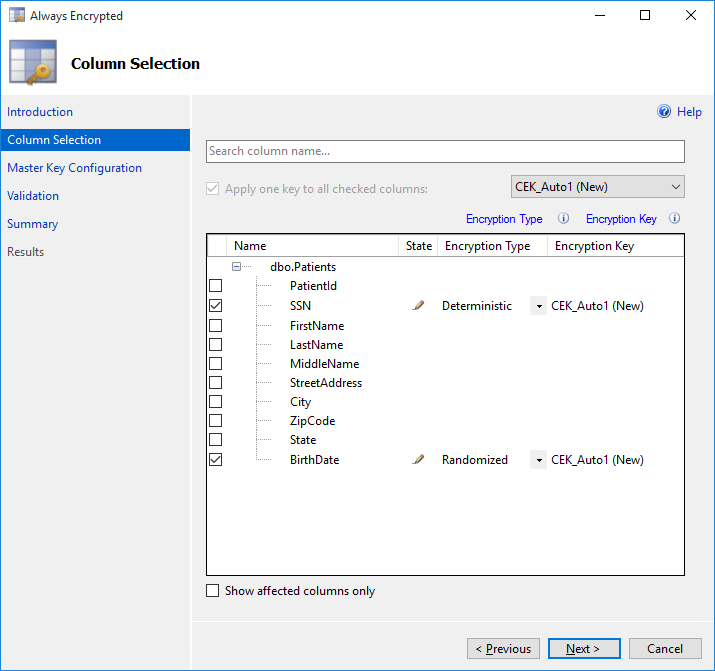 Always Encrypted
Column Selection
Introduction
Column Selection
Master Key Configuration
Validation
Summary
Results
Help
Search column name...
Apply one key to all checked columns:
CEK_Auto1 (New)
Encryption Type
Encryption Key
Name State Encryption Type Encryption Key
dbo.Patients
PatientId
SSN Deterministic CEK_Auto1 (New)
FirstName
LastName
MiddleName
StreetAddress
City
ZipCode
State
BirthDate Randomized CEK_Auto1 (New)
Show affected columns only
< Previous Next > Cancel